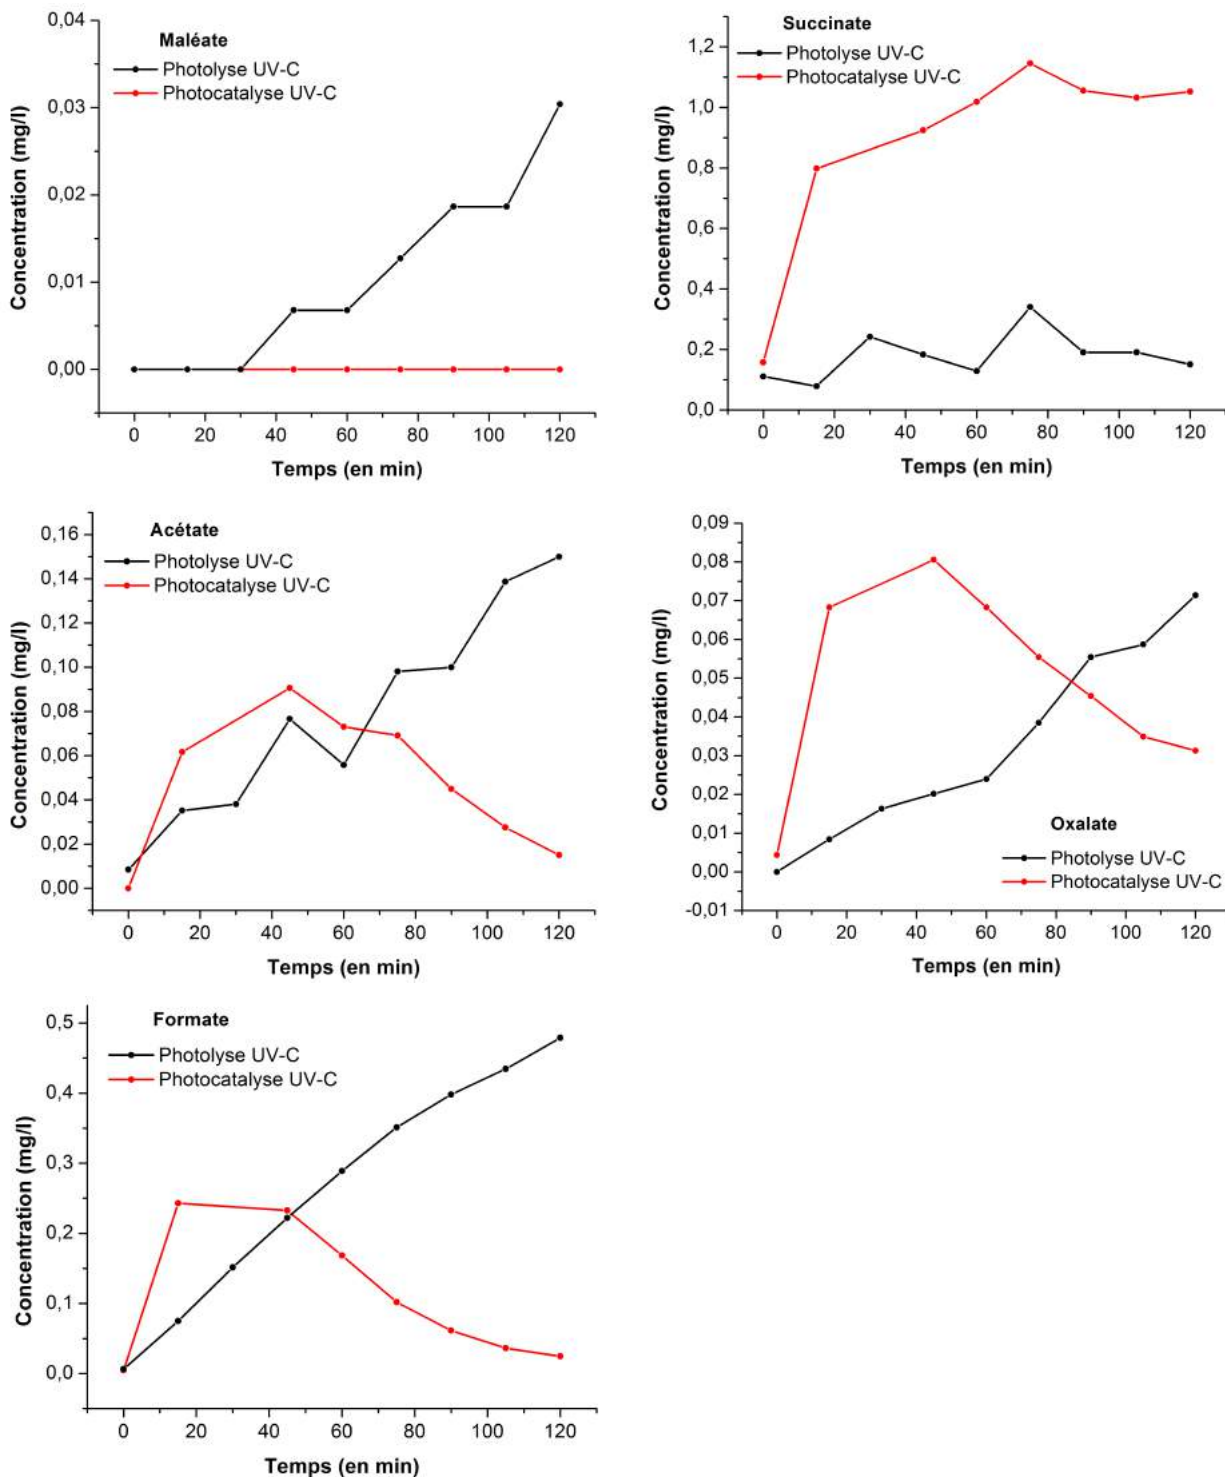 Maléate
Photolyse UV-C
Photocatalyse UV-C
0,04
0,03
0,02
0,01
0,00
Concentration (mg/l)
0 20 40 60 80 100 120
Temps (en min)
Succinate
Photolyse UV-C
Photocatalyse UV-C
1,2
1,0
0,8
0,6
0,4
0,2
0,0
Concentration (mg/l)
0 20 40 60 80 100 120
Temps (en min)
Acétate
Photolyse UV-C
Photocatalyse UV-C
0,16
0,14
0,12
0,10
0,08
0,06
0,04
0,02
0,00
Concentration (mg/l)
0 20 40 60 80 100 120
Temps (en min)
0,09
0,08
0,07
0,06
0,05
0,04
0,03
0,02
0,01
0,00
-0,01
Concentration (mg/l)
Oxalate
Photolyse UV-C
Photocatalyse UV-C
0 20 40 60 80 100 120
Temps (en min)
Formate
Photolyse UV-C
Photocatalyse UV-C
0,5
0,4
0,3
0,2
0,1
0,0
Concentration (mg/l)
0 20 40 60 80 100 120
Temps (en min)